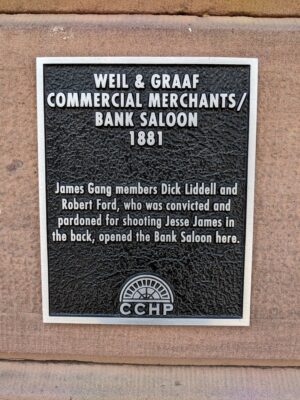 WEIL & GRAAF
COMMERCIAL MERCHANTS/
BANK SALOON
1881
James Gang members Dick Liddell and
Robert Ford, who was convicted and
pardoned for shooting Jesse James in
the back, opened the Bank Saloon here.
CCHP